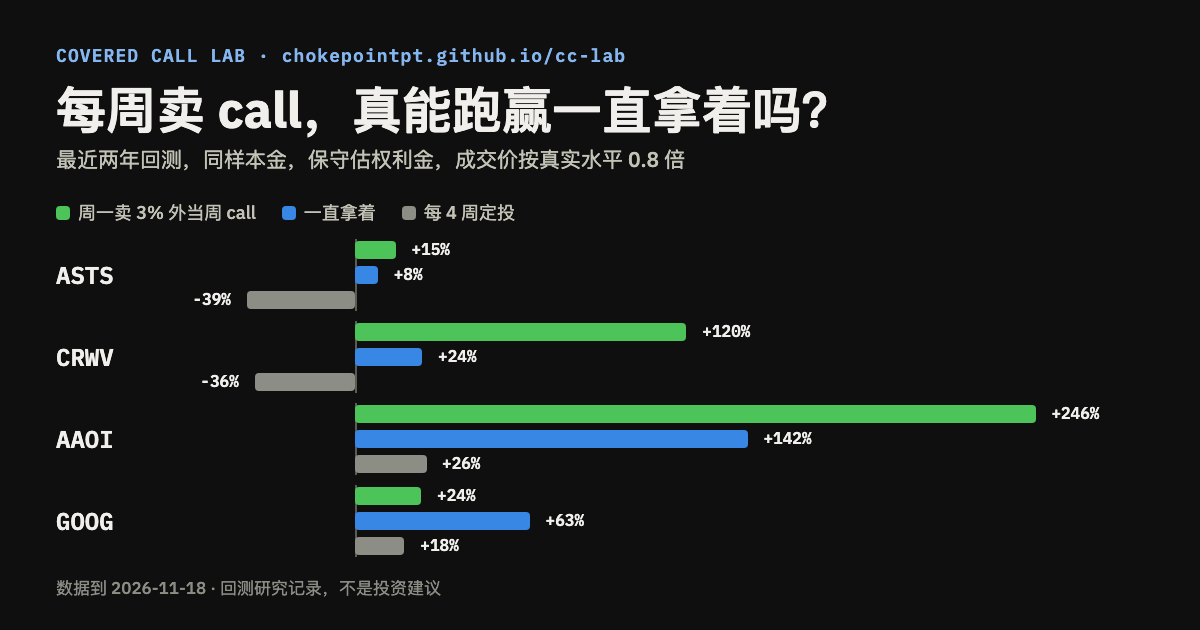 COVERED CALL LAB · chokepointpt.github.io/cc-lab
每周卖 call，真能跑赢一直拿着吗？
最近两年回测，同样本金，保守估权利金，成交价按真实水平 0.8 倍
周一卖 3% 外当周 call 一直拿着 每 4 周定投
+15%
ASTS +8%
-39%
+120%
CRWV +24%
-36%
+246%
AAOI +142%
+26%
+24%
GOOG +63%
+18%
数据到 2026-11-18 · 回测研究记录，不是投资建议